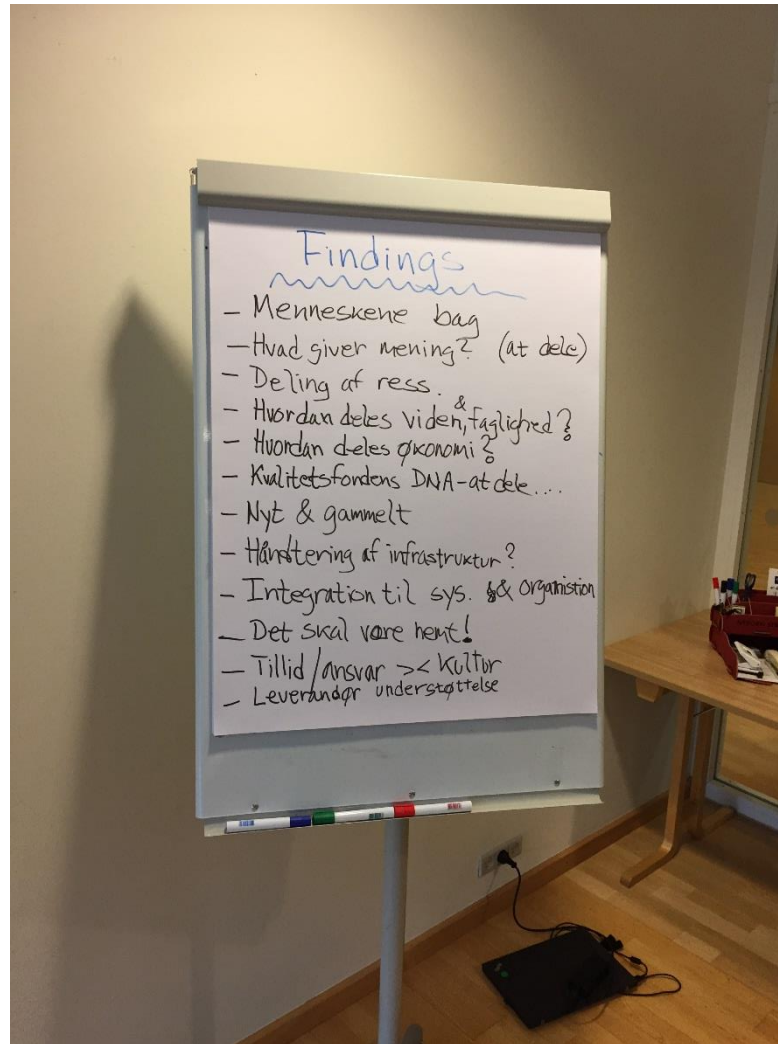 Findings
- Menneskene bag
- Hvad giver mening? (at dele)
- Deling af ress.
- Hvordan deles viden, & faglighed?
- Hvordan deles økonomi?
- Kvalitetsfondens DNA - at dele....
- Nyt & gammelt
- Håndtering af infrastruktur?
- Integration til sys. & organistion
- Det skal være nemt!
- Tillid/ansvar >< Kultur
- Leverandør understøttelse